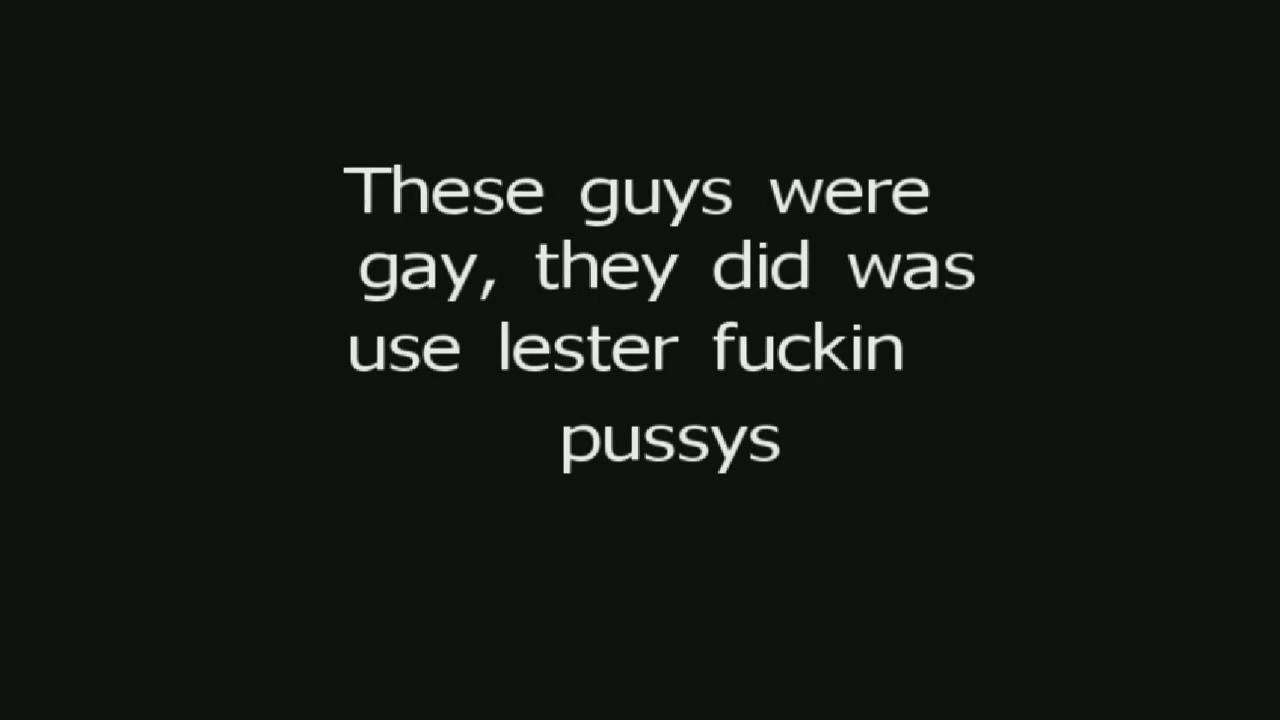 These guys were
gay, they did was
use lester fuckin
pussys